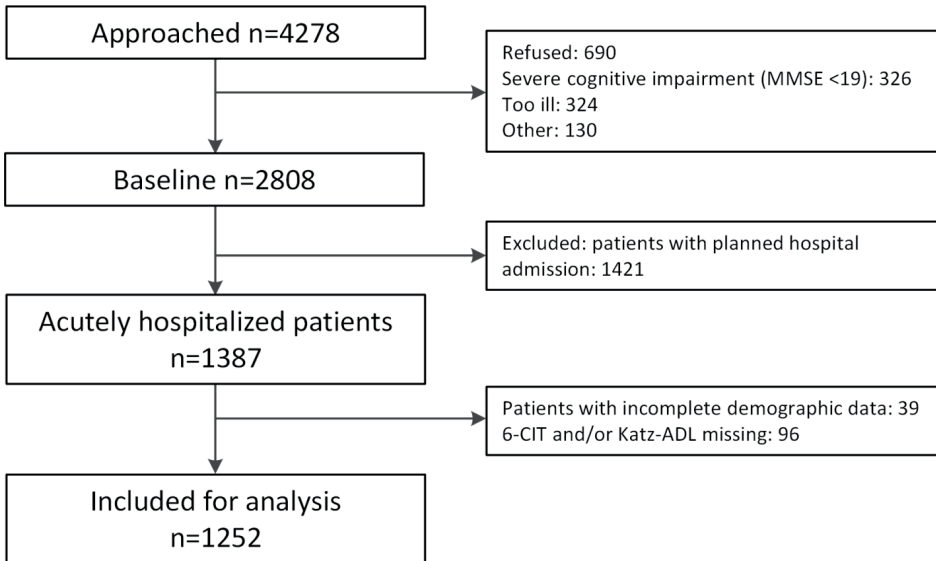 Approached n=4278
Refused: 690
Severe cognitive impairment (MMSE <19): 326
Too ill: 324
Other: 130
Baseline n=2808
Excluded: patients with planned hospital
admission: 1421
Acutely hospitalized patients
n=1387
Patients with incomplete demographic data: 39
6-CIT and/or Katz-ADL missing: 96
Included for analysis
n=1252